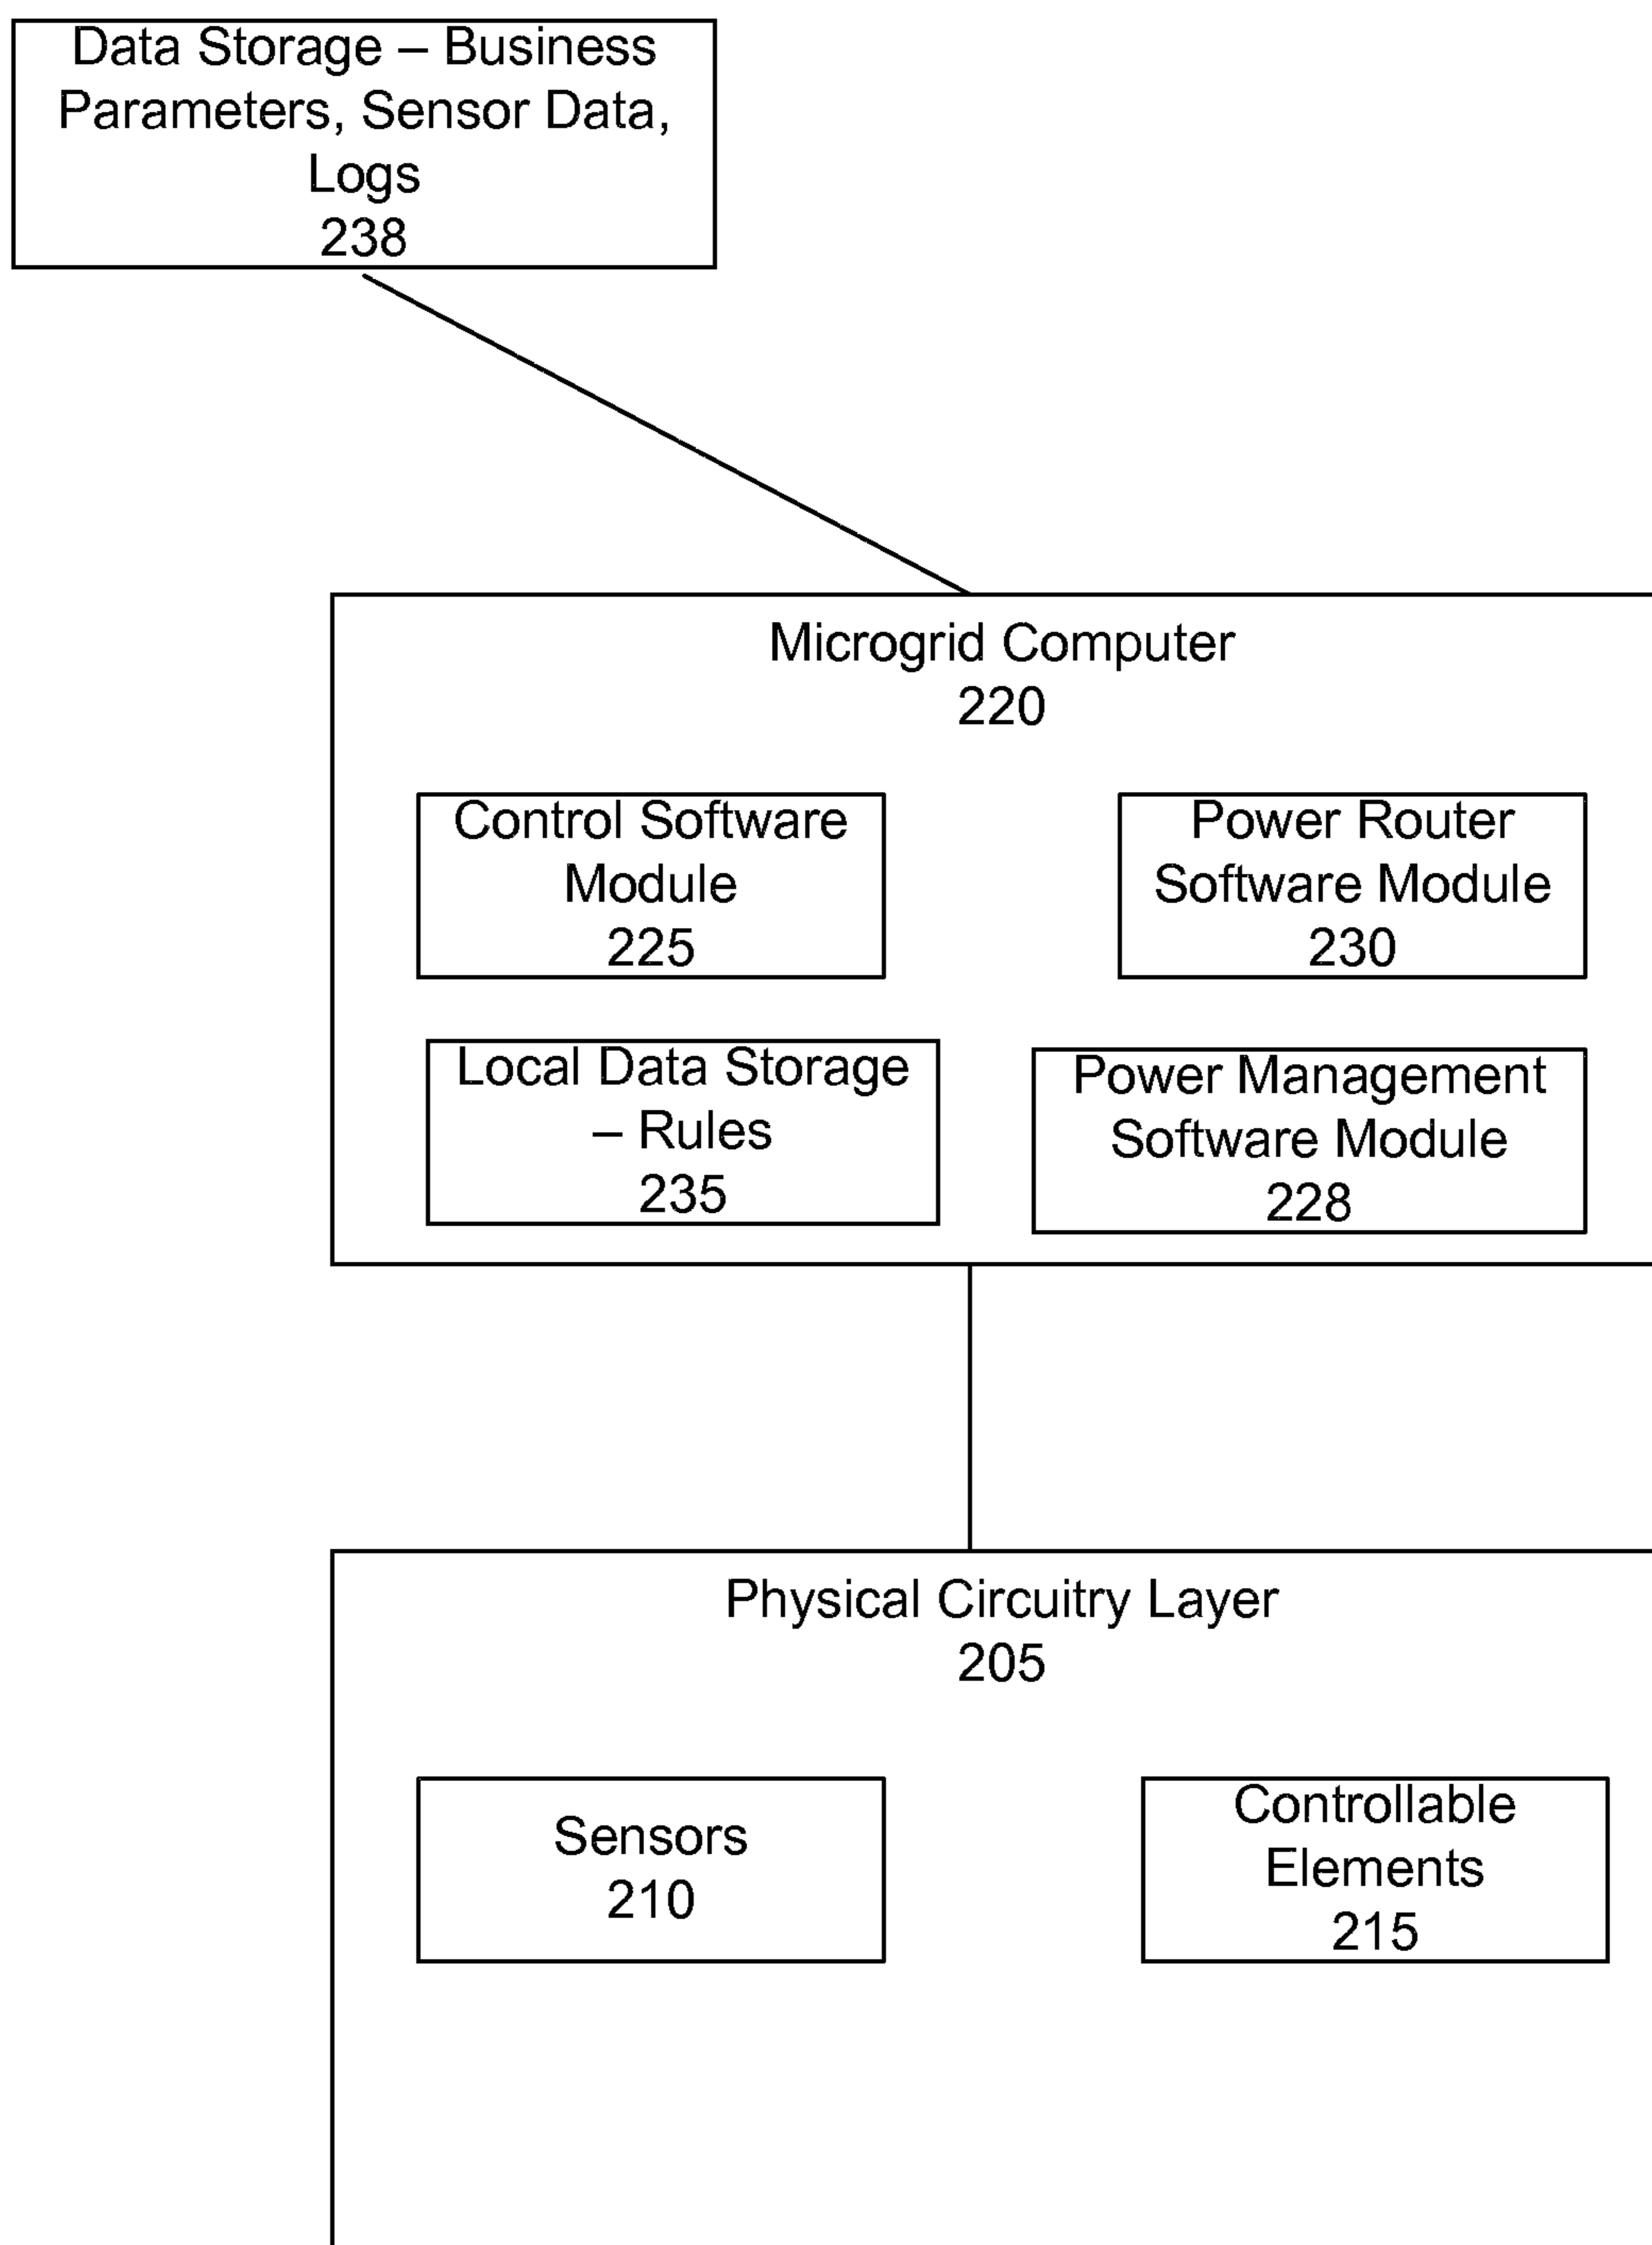 Data Storage – Business
Parameters, Sensor Data,
Logs
238
Microgrid Computer
220
Control Software
Module
225
Power Router
Software Module
230
Local Data Storage
– Rules
235
Power Management
Software Module
228
Physical Circuitry Layer
205
Sensors
210
Controllable
Elements
215